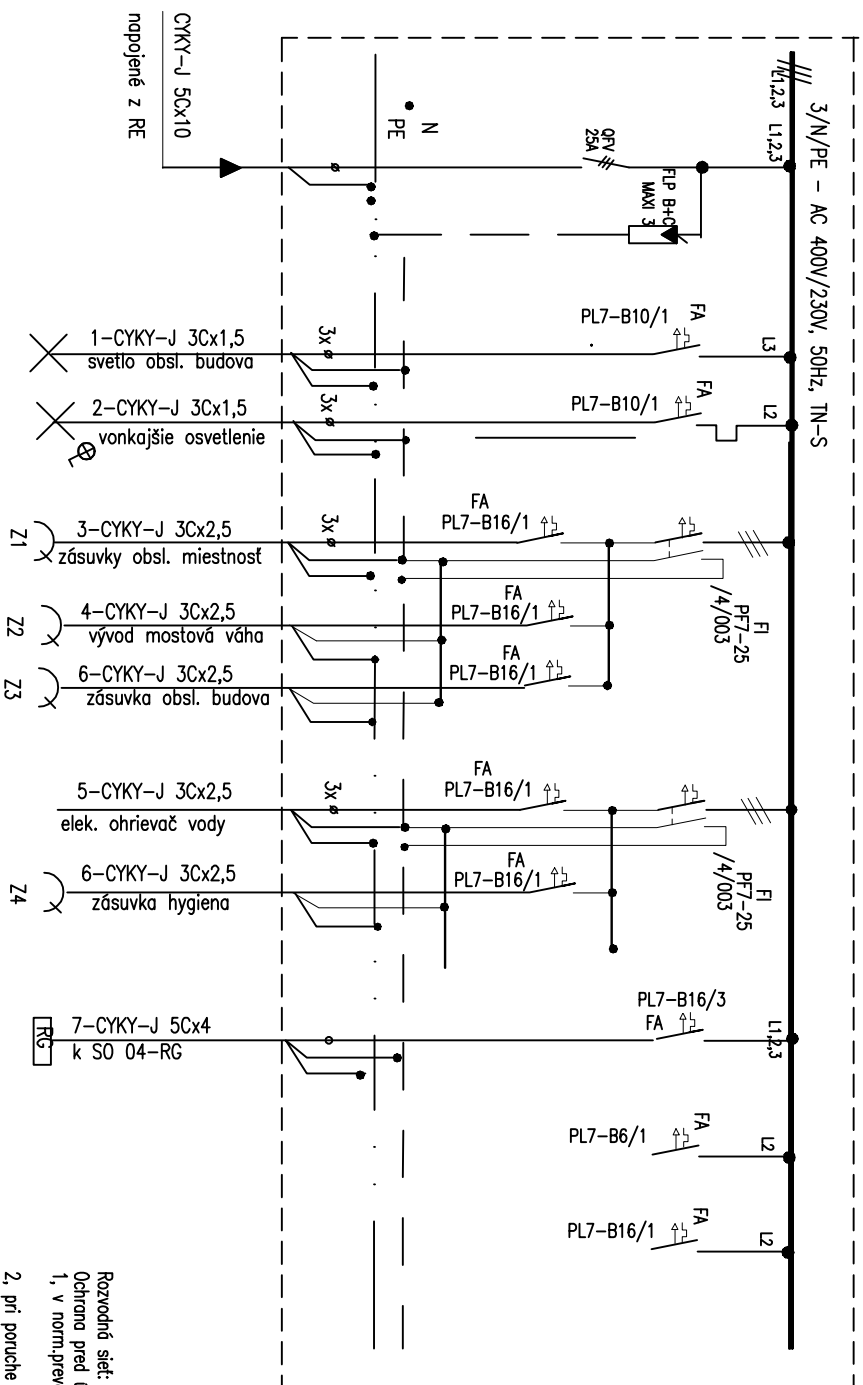 3/N/PE - AC 400V/230V, 50Hz, TN-S
L1,2,3
L1,2,3
CYKY-J 5Cx10
napojené z RE
N
PE
QFV
25A
FLP B+C
MAXI 3
1-CYKY-J 3Cx1,5
svetlo obsl. budova
3x
PL7-B10/1
FA
L3
2-CYKY-J 3Cx1,5
vonkajšie osvetlenie
3x
PL7-B10/1
FA
L2
Z1
3-CYKY-J 3Cx2,5
zásuvky obsl. miestnosť
3x
FA
PL7-B16/1
FI
PF7-25
/4/003
Z2
4-CYKY-J 3Cx2,5
vývod mostová váha
FA
PL7-B16/1
Z3
6-CYKY-J 3Cx2,5
zásuvka obsl. budova
FA
PL7-B16/1
5-CYKY-J 3Cx2,5
elek. ohrievač vody
3x
FA
PL7-B16/1
FI
PF7-25
/4/003
Z4
6-CYKY-J 3Cx2,5
zásuvka hygiena
FA
PL7-B16/1
RG
7-CYKY-J 5Cx4
k SO 04-RG
PL7-B16/3
FA
L1,2,3
PL7-B6/1
FA
L2
PL7-B16/1
FA
L2
Rozvodná sieť:
Ochrana pred
1, v norm.prev
2, pri poruche